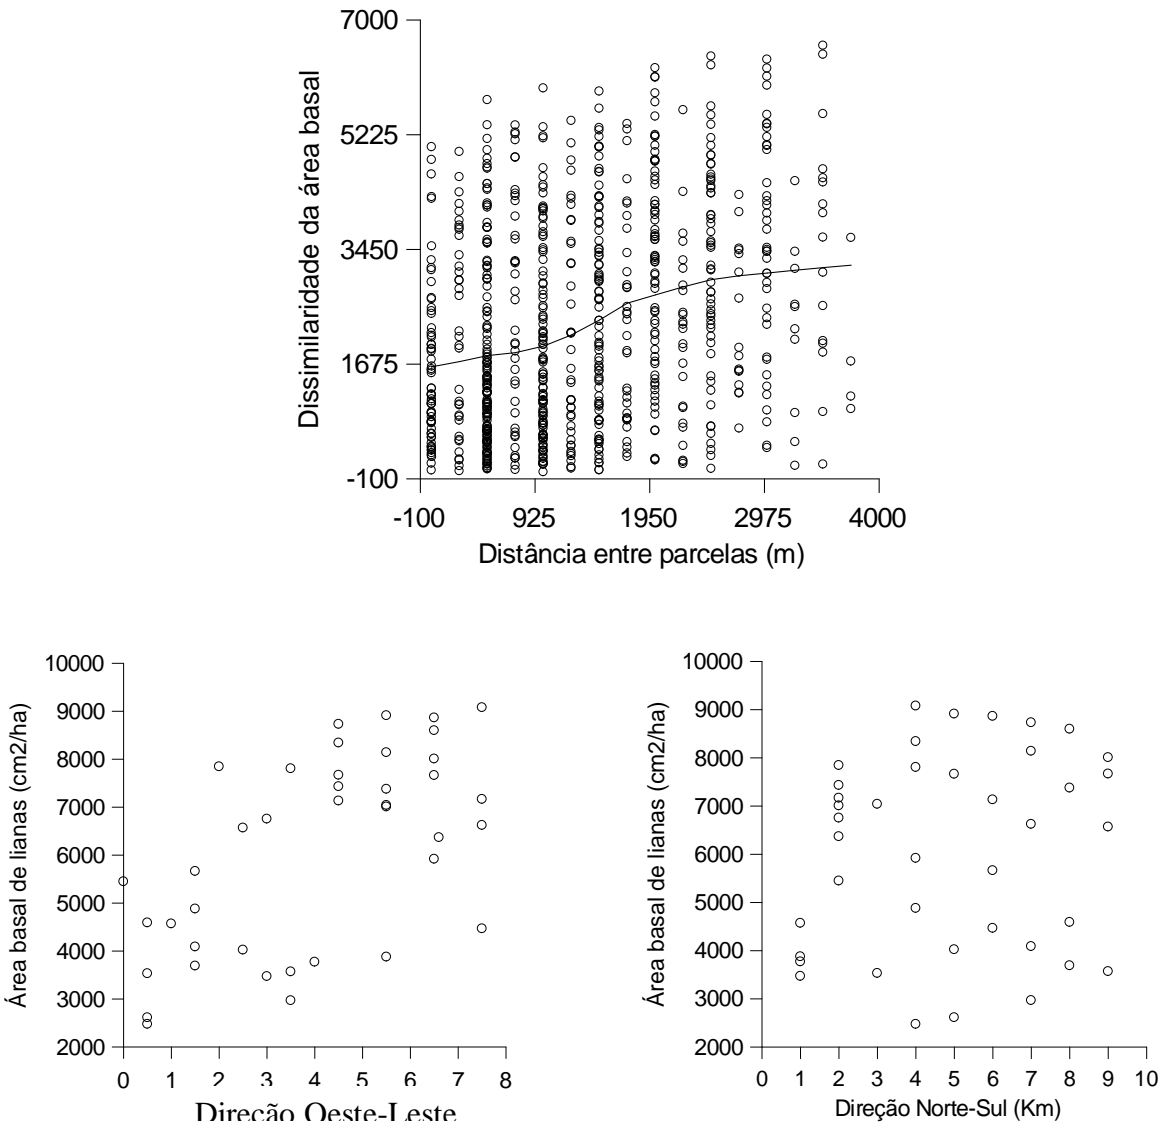 7000
5225
3450
1675
-100
Dissimilaridade da área basal
-100 925 1950 2975 4000
Distância entre parcelas (m)
10000
9000
8000
7000
6000
5000
4000
3000
2000
Área basal de lianas (cm2/ha)
0 1 2 3 4 5 6 7 8
Direção Oeste-Leste
10000
9000
8000
7000
6000
5000
4000
3000
2000
Área basal de lianas (cm2/ha)
0 1 2 3 4 5 6 7 8 9 10
Direção Norte-Sul (Km)